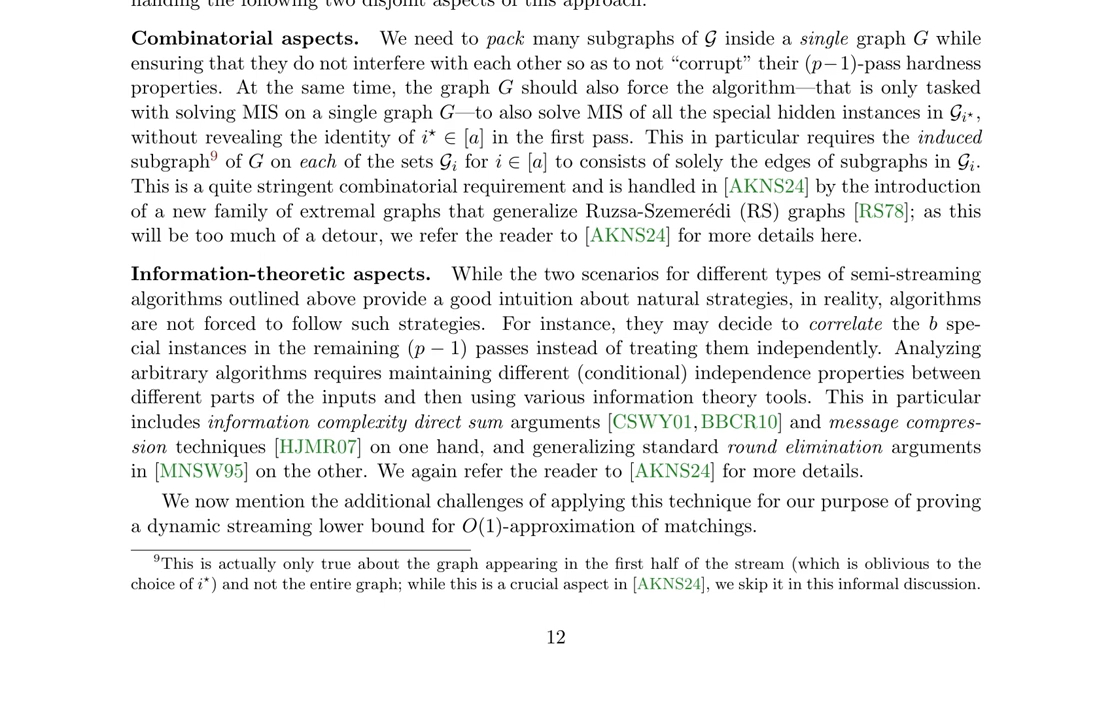 handling the following two disjoint aspects of this approach.
Combinatorial aspects. We need to pack many subgraphs of 𝒢 inside a single graph G while
ensuring that they do not interfere with each other so as to not “corrupt” their (p−1)-pass hardness
properties. At the same time, the graph G should also force the algorithm—that is only tasked
with solving MIS on a single graph G—to also solve MIS of all the special hidden instances in 𝒢_{i⋆},
without revealing the identity of i⋆ ∈ [a] in the first pass. This in particular requires the induced
subgraph⁹ of G on each of the sets 𝒢_i for i ∈ [a] to consists of solely the edges of subgraphs in 𝒢_i.
This is a quite stringent combinatorial requirement and is handled in [AKNS24] by the introduction
of a new family of extremal graphs that generalize Ruzsa-Szemerédi (RS) graphs [RS78]; as this
will be too much of a detour, we refer the reader to [AKNS24] for more details here.
Information-theoretic aspects. While the two scenarios for different types of semi-streaming
algorithms outlined above provide a good intuition about natural strategies, in reality, algorithms
are not forced to follow such strategies. For instance, they may decide to correlate the b spe-
cial instances in the remaining (p − 1) passes instead of treating them independently. Analyzing
arbitrary algorithms requires maintaining different (conditional) independence properties between
different parts of the inputs and then using various information theory tools. This in particular
includes information complexity direct sum arguments [CSWY01, BBCR10] and message compres-
sion techniques [HJMR07] on one hand, and generalizing standard round elimination arguments
in [MNSW95] on the other. We again refer the reader to [AKNS24] for more details.
We now mention the additional challenges of applying this technique for our purpose of proving
a dynamic streaming lower bound for O(1)-approximation of matchings.
⁹This is actually only true about the graph appearing in the first half of the stream (which is oblivious to the
choice of i⋆) and not the entire graph; while this is a crucial aspect in [AKNS24], we skip it in this informal discussion.
12